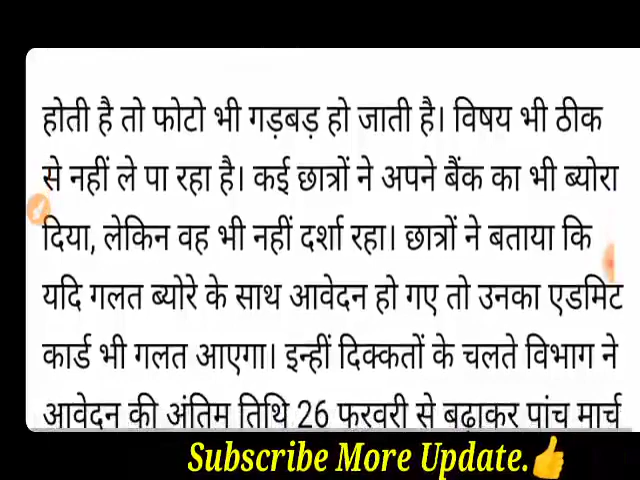 होती है तो फोटो भी गड़बड़ हो जाती है। विषय भी ठीक
से नहीं ले पा रहा है। कई छात्रों ने अपने बैंक का भी ब्योरा
दिया, लेकिन वह भी नहीं दर्शा रहा। छात्रों ने बताया कि
यदि गलत ब्योरे के साथ आवेदन हो गए तो उनका एडमिट
कार्ड भी गलत आएगा। इन्हीं दिक्कतों के चलते विभाग ने
आवेदन की अंतिम तिथि 26 फरवरी से बढ़ाकर पांच मार्च
Subscribe More Update.👍